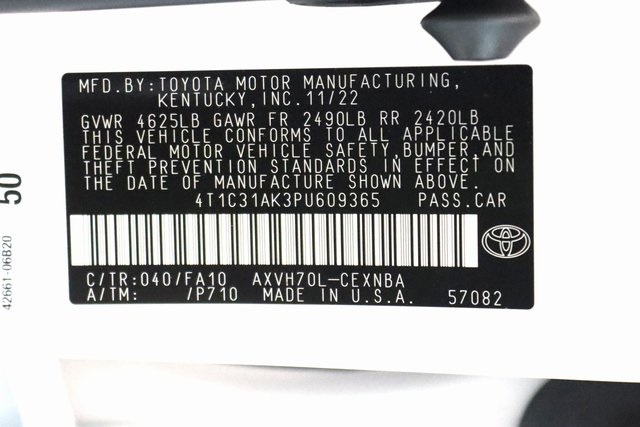 MFD.BY:TOYOTA MOTOR MANUFACTURING,
KENTUCKY,INC.11/22
GVWR 4625LB GAWR FR 2490LB RR 2420LB
THIS VEHICLE CONFORMS TO ALL APPLICABLE
FEDERAL MOTOR VEHICLE SAFETY,BUMPER,AND
THEFT PREVENTION STANDARDS IN EFFECT ON
THE DATE OF MANUFACTURE SHOWN ABOVE.
4T1C31AK3PU609365 PASS.CAR
C/TR:040/FA10 AXVH70L-CEXNBA
A/TM: /P710 MADE IN U.S.A. 57082
50
42661-06B20